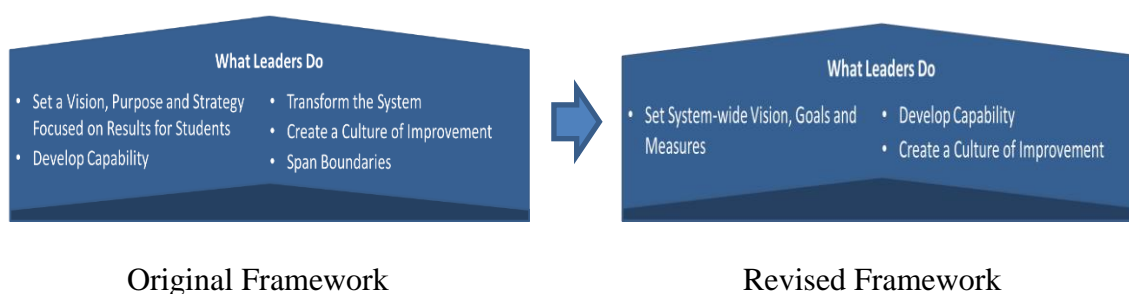 What Leaders Do
• Set a Vision, Purpose and Strategy
Focused on Results for Students
• Develop Capability
• Transform the System
• Create a Culture of Improvement
• Span Boundaries
What Leaders Do
• Set System-wide Vision, Goals and
Measures
• Develop Capability
• Create a Culture of Improvement
Original Framework
Revised Framework